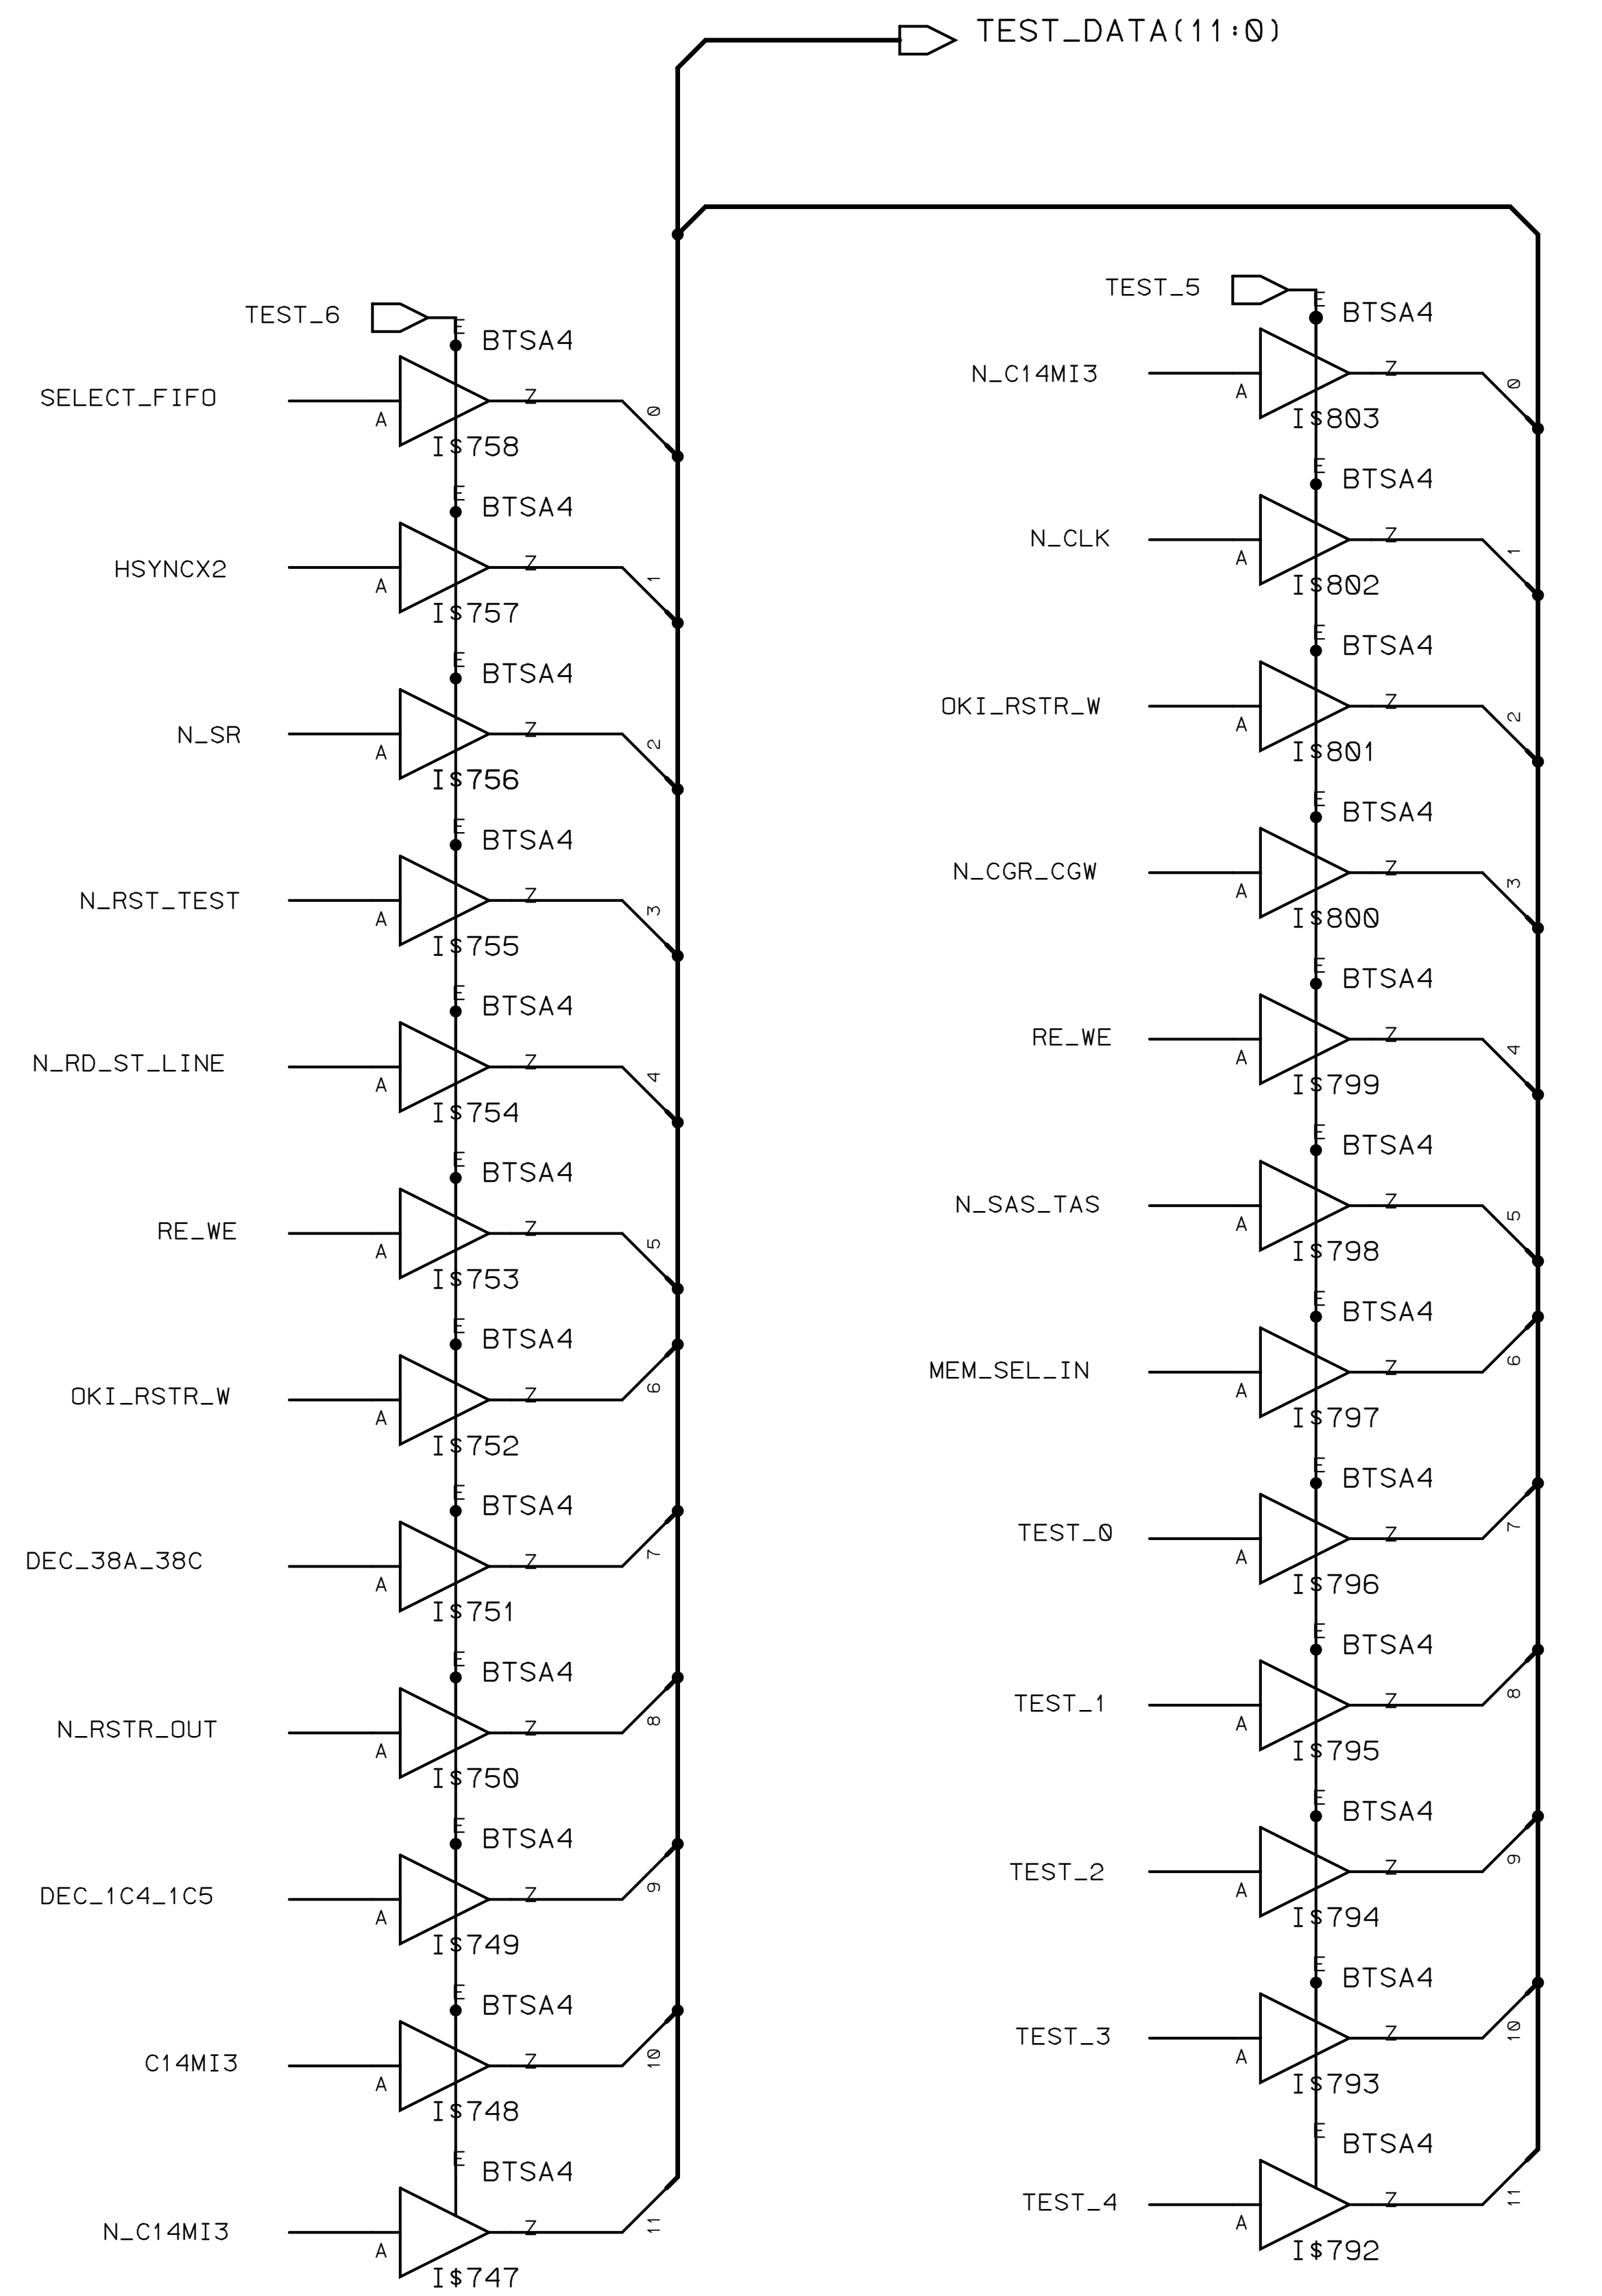 TEST_DATA(11:0)
TEST_6
E
BTSA4
SELECT_FIFO
A
Z
0
I$758
E
BTSA4
HSYNCX2
A
Z
1
I$757
E
BTSA4
N_SR
A
Z
2
I$756
E
BTSA4
N_RST_TEST
A
Z
3
I$755
E
BTSA4
N_RD_ST_LINE
A
Z
4
I$754
E
BTSA4
RE_WE
A
Z
5
I$753
E
BTSA4
OKI_RSTR_W
A
Z
6
I$752
E
BTSA4
DEC_38A_38C
A
Z
7
I$751
E
BTSA4
N_RSTR_OUT
A
Z
8
I$750
E
BTSA4
DEC_1C4_1C5
A
Z
9
I$749
E
BTSA4
C14MI3
A
Z
10
I$748
E
BTSA4
N_C14MI3
A
Z
11
I$747
TEST_5
E
BTSA4
N_C14MI3
A
Z
0
I$803
E
BTSA4
N_CLK
A
Z
1
I$802
E
BTSA4
OKI_RSTR_W
A
Z
2
I$801
E
BTSA4
N_CGR_CGW
A
Z
3
I$800
E
BTSA4
RE_WE
A
Z
4
I$799
E
BTSA4
N_SAS_TAS
A
Z
5
I$798
E
BTSA4
MEM_SEL_IN
A
Z
6
I$797
E
BTSA4
TEST_0
A
Z
7
I$796
E
BTSA4
TEST_1
A
Z
8
I$795
E
BTSA4
TEST_2
A
Z
9
I$794
E
BTSA4
TEST_3
A
Z
10
I$793
E
BTSA4
TEST_4
A
Z
11
I$792